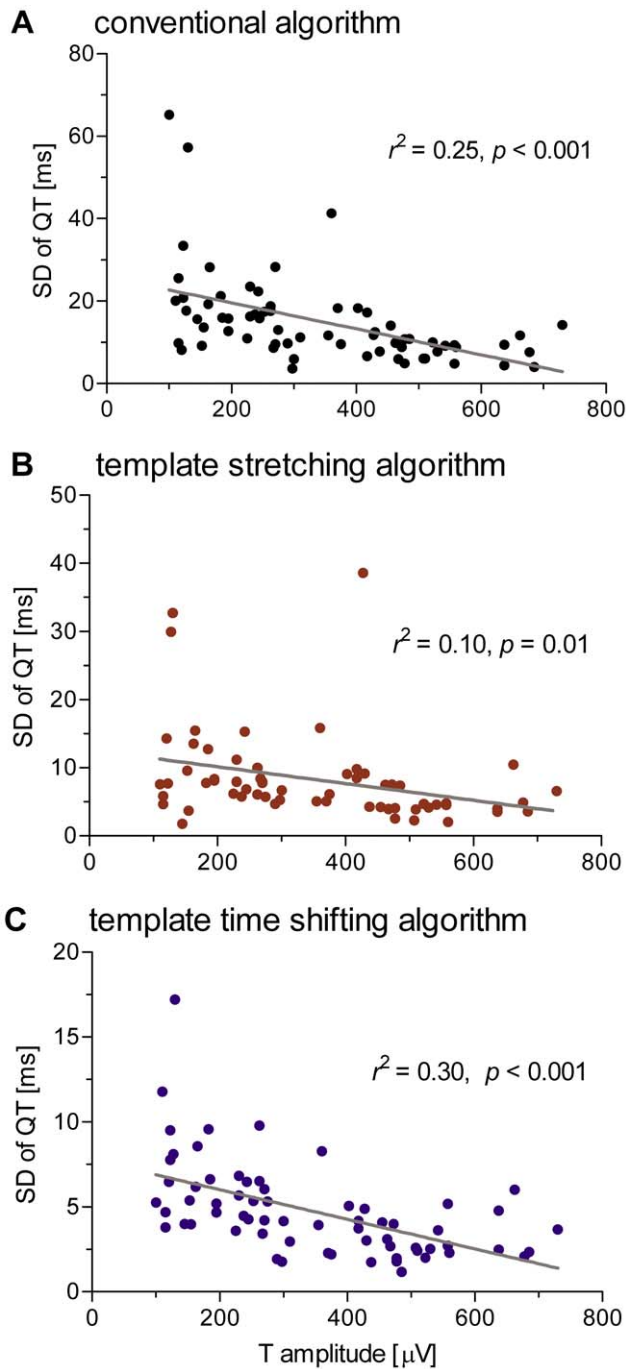 A conventional algorithm
80
60
40
20
0
SD of QT [ms]
r² = 0.25, p < 0.001
0 200 400 600 800
B template stretching algorithm
50
40
30
20
10
0
SD of QT [ms]
r² = 0.10, p = 0.01
0 200 400 600 800
C template time shifting algorithm
20
15
10
5
0
SD of QT [ms]
r² = 0.30, p < 0.001
0 200 400 600 800
T amplitude [μV]